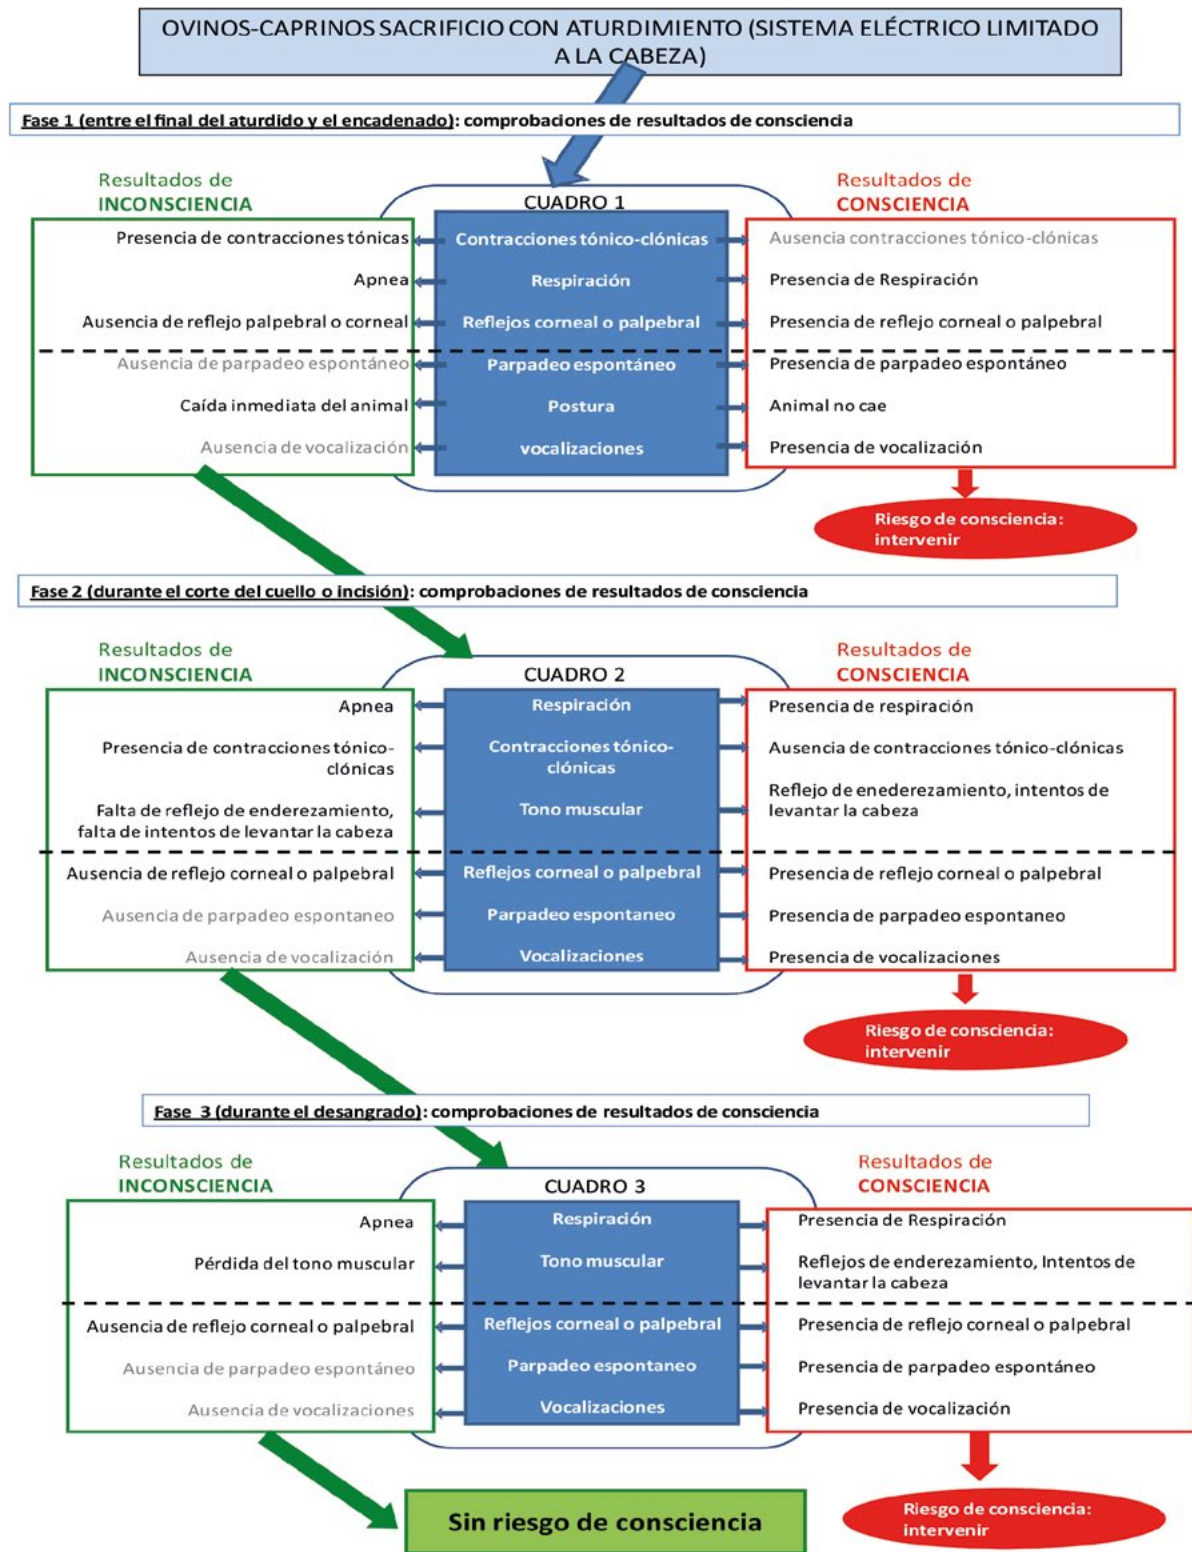 OVINOS-CAPRINOS SACRIFICIO CON ATURDIMIENTO (SISTEMA ELÉCTRICO LIMITADO
A LA CABEZA)
Fase 1 (entre el final del aturdido y el encadenado): comprobaciones de resultados de consciencia
Resultados de
INCONSCIENCIA
CUADRO 1
Resultados de
CONSCIENCIA
Presencia de contracciones tónicas
Contracciones tónico-clónicas
Ausencia contracciones tónico-clónicas
Apnea
Respiración
Presencia de Respiración
Ausencia de reflejo palpebral o corneal
Reflejos corneal o palpebral
Presencia de reflejo corneal o palpebral
Ausencia de parpadeo espontáneo
Parpadeo espontáneo
Presencia de parpadeo espontáneo
Caída inmediata del animal
Postura
Animal no cae
Ausencia de vocalización
vocalizaciones
Presencia de vocalización
Riesgo de consciencia:
intervenir
Fase 2 (durante el corte del cuello o incisión): comprobaciones de resultados de consciencia
Resultados de
INCONSCIENCIA
CUADRO 2
Resultados de
CONSCIENCIA
Apnea
Respiración
Presencia de respiración
Presencia de contracciones tónico-
clónicas
Contracciones tónico-
clónicas
Ausencia de contracciones tónico-clónicas
Falta de reflejo de enderezamiento,
falta de intentos de levantar la cabeza
Tono muscular
Reflejo de enederezamiento, intentos de
levantar la cabeza
Ausencia de reflejo corneal o palpebral
Reflejos corneal o palpebral
Presencia de reflejo corneal o palpebral
Ausencia de parpadeo espontaneo
Parpadeo espontaneo
Presencia de parpadeo espontaneo
Ausencia de vocalización
Vocalizaciones
Presencia de vocalizaciones
Riesgo de consciencia:
intervenir
Fase 3 (durante el desangrado): comprobaciones de resultados de consciencia
Resultados de
INCONSCIENCIA
CUADRO 3
Resultados de
CONSCIENCIA
Apnea
Respiración
Presencia de Respiración
Pérdida del tono muscular
Tono muscular
Reflejos de enderezamiento, Intentos de
levantar la cabeza
Ausencia de reflejo corneal o palpebral
Reflejos corneal o palpebral
Presencia de reflejo corneal o palpebral
Ausencia de parpadeo espontáneo
Parpadeo espontaneo
Presencia de parpadeo espontáneo
Ausencia de vocalizaciones
Vocalizaciones
Presencia de vocalización
Sin riesgo de consciencia
Riesgo de consciencia:
intervenir